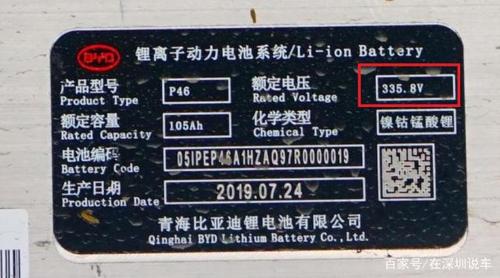 BYD 锂离子动力电池系统/Li-ion Battery
产品型号 P46 额定电压 335.8V
Product Type Rated Voltage
额定容量 105Ah 化学类型 镍钴锰酸锂
Rated Capacity Chemical Type
电池编码 05IPEP46A1HZAQ97R0000019
Battery Code
生产日期 2019.07.24
Production Date
青海比亚迪锂电池有限公司
Qinghai BYD Lithium Battery Co., Ltd.
百家号/在深圳说车